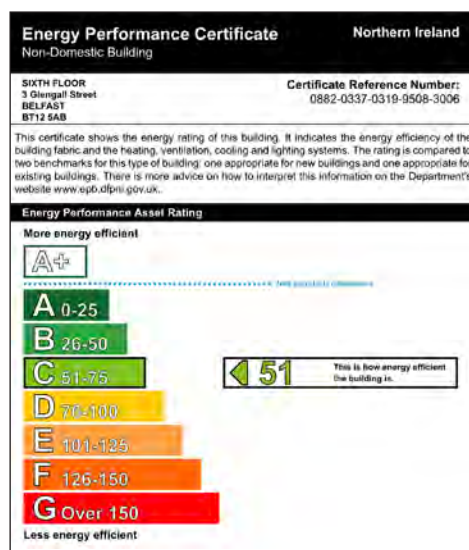 Energy Performance Certificate
Northern Ireland
Non-Domestic Building
SIXTH FLOOR
3 Glengall Street
BELFAST
BT12 5AB
Certificate Reference Number:
0882-0337-0319-9508-3006
This certificate shows the energy rating of this building. It indicates the energy efficiency of the
building fabric and the heating, ventilation, cooling and lighting systems. The rating is compared to
two benchmarks for this type of building: one appropriate for new buildings and one appropriate for
existing buildings. There is more advice on how to interpret this information on the Department's
website www.epb.dfpni.gov.uk.
Energy Performance Asset Rating
More energy efficient
A+
A 0-25
B 26-50
C 51-75
51
This is how energy efficient
the building is.
D 76-100
E 101-125
F 126-150
G Over 150
Less energy efficient